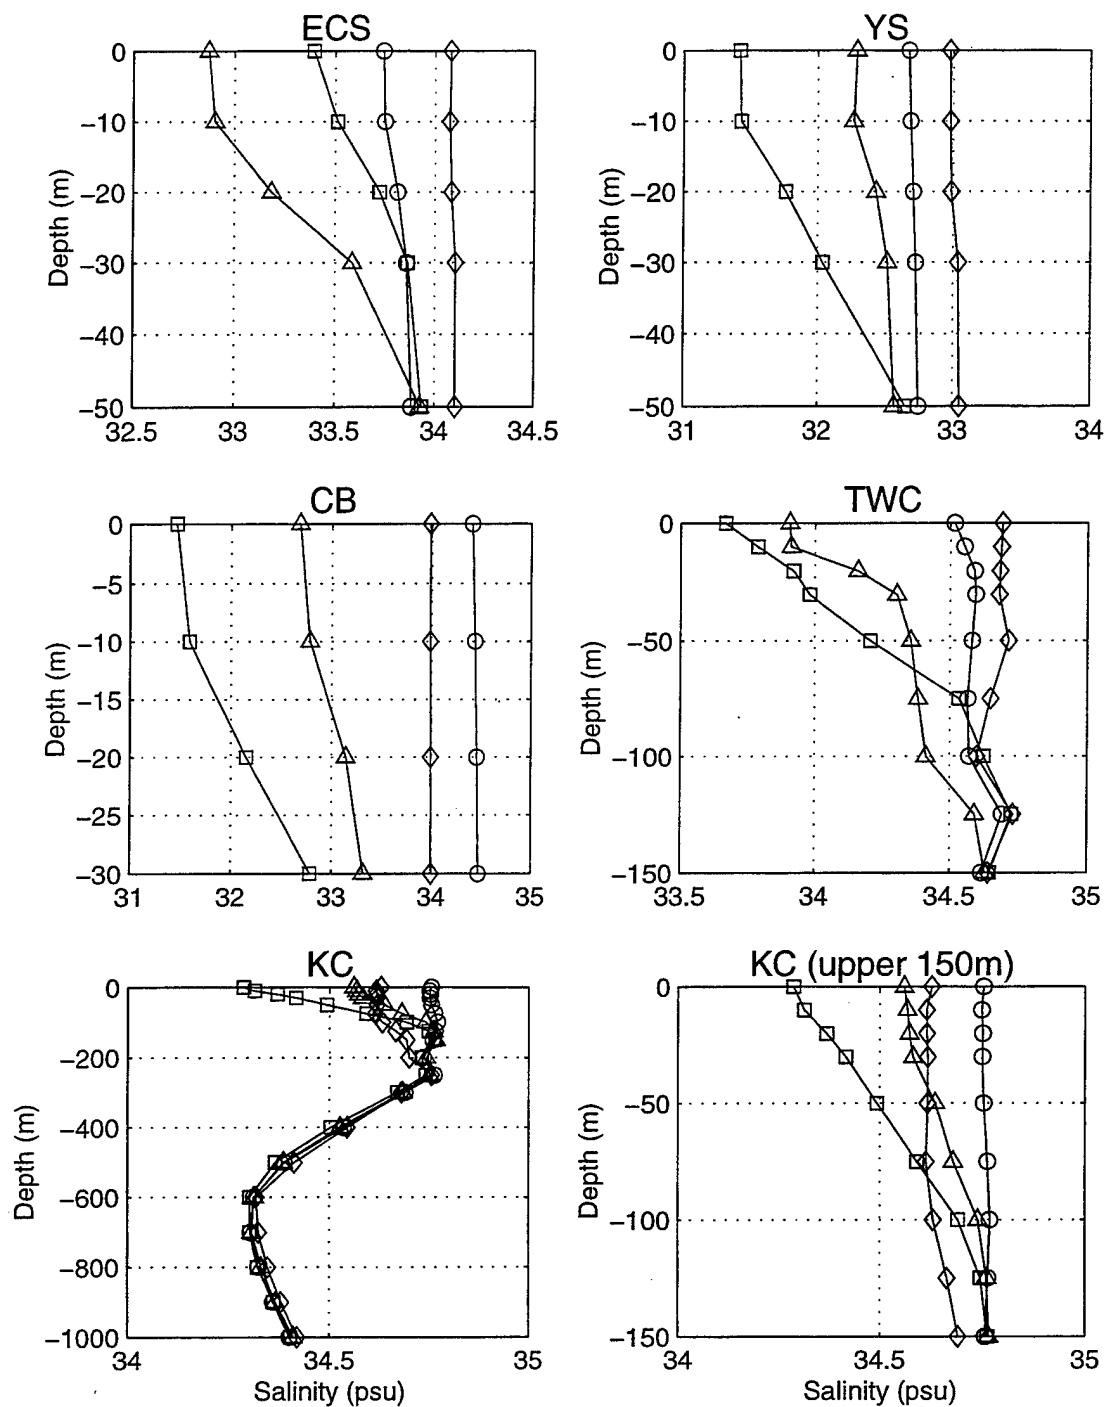 ECS
0
−10
−20
−30
−40
−50
Depth (m)
32.5 33 33.5 34 34.5
YS
0
−10
−20
−30
−40
−50
Depth (m)
31 32 33 34
CB
0
−5
−10
−15
−20
−25
−30
Depth (m)
31 32 33 34 35
TWC
0
−50
−100
−150
Depth (m)
33.5 34 34.5 35
KC
0
−200
−400
−600
−800
−1000
Depth (m)
34 34.5 35
Salinity (psu)
KC (upper 150m)
0
−50
−100
−150
Depth (m)
34 34.5 35
Salinity (psu)